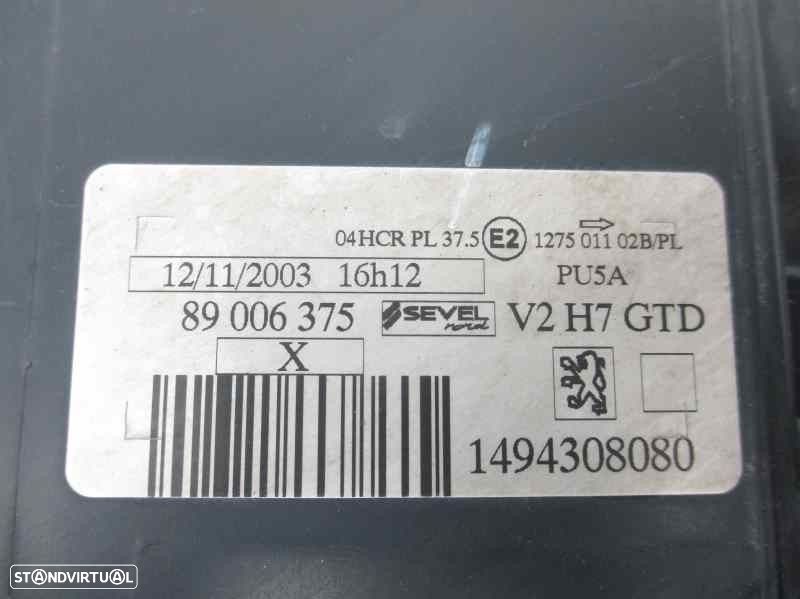 04HCR PL 37.5 E2 1275 011 02B/PL
12/11/2003 16h12 PU5A
89 006 375 SEVEL nord V2 H7 GTD
X
1494308080
STANDVIRTUAL